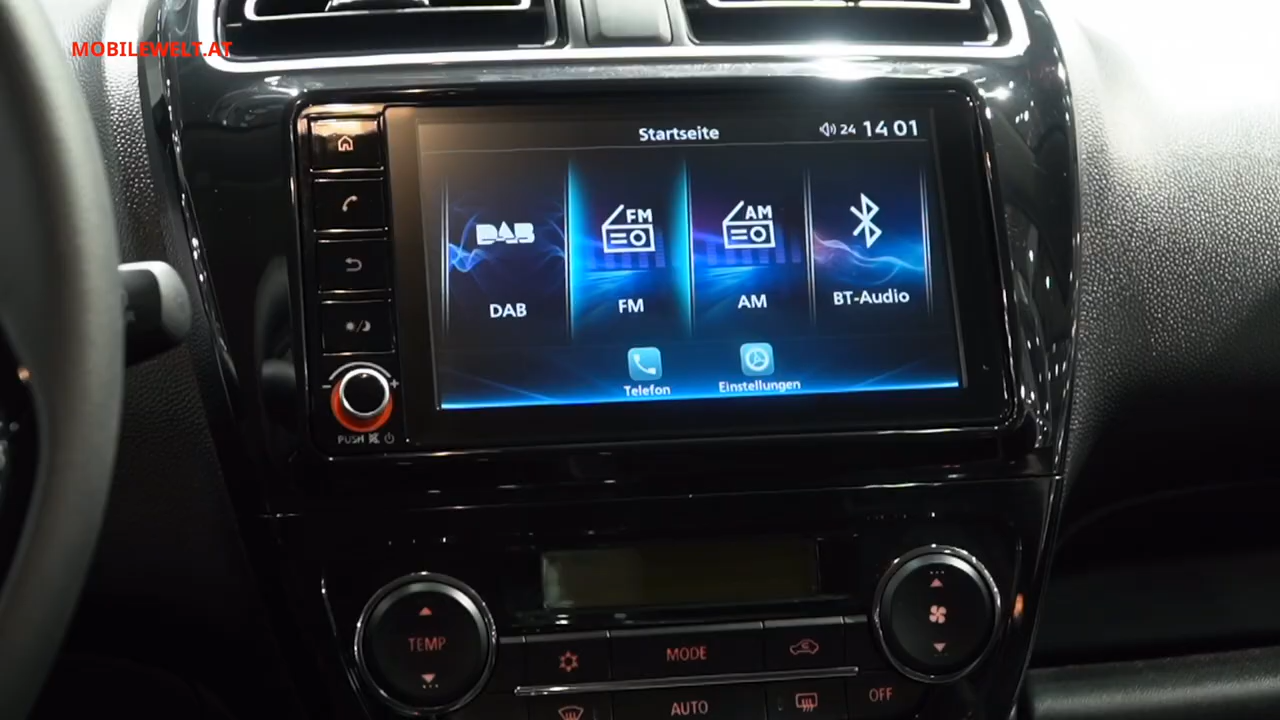 MOBILEWELT.AT
Startseite
24 14 01
DAB
FM
AM
DAB
FM
AM
BT-Audio
Telefon
Einstellungen
- +
PUSH
TEMP
MODE
AUTO
OFF